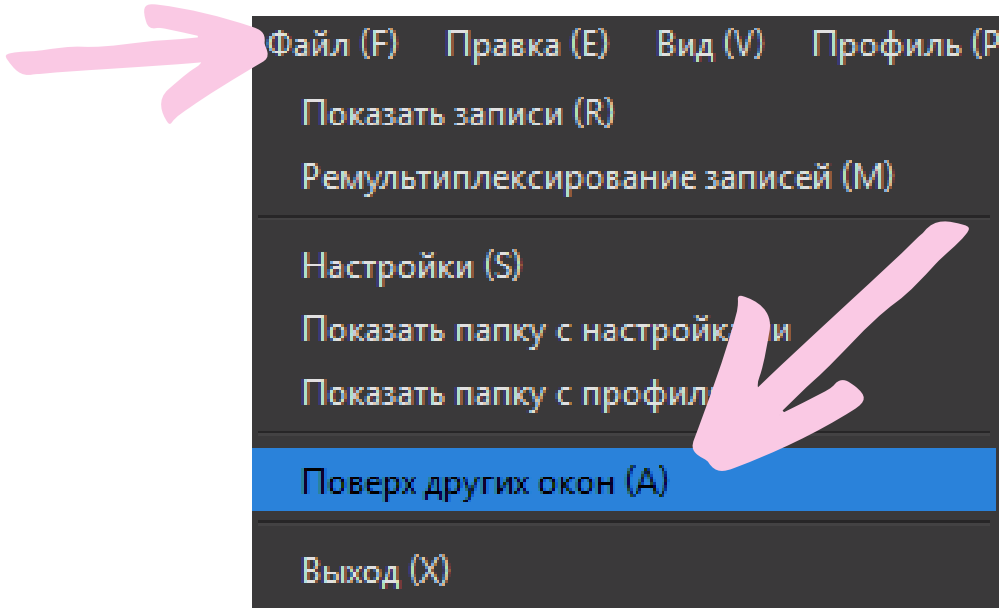 Файл (F) Правка (E) Вид (V) Профиль (P
Показать записи (R)
Ремультиплексирование записей (M)
Настройки (S)
Показать папку с
Показать папку с
Поверх других окон (A)
Выход (X)